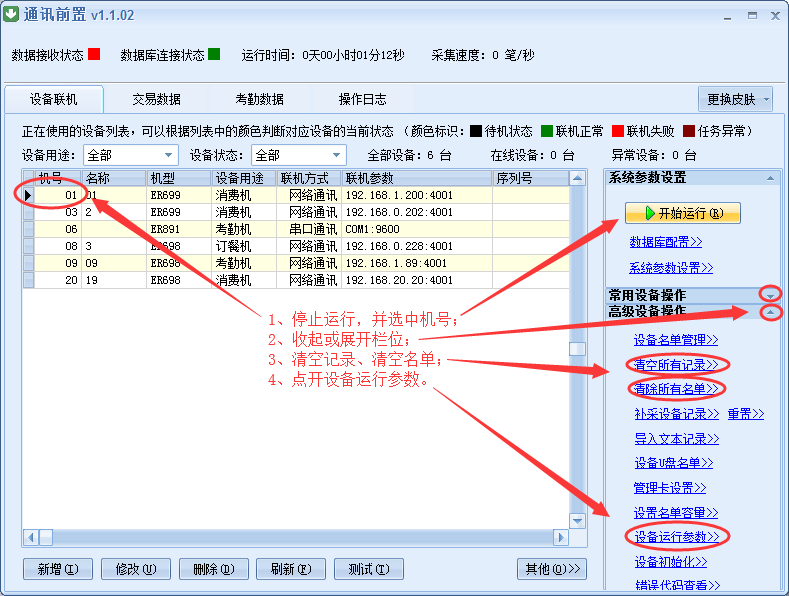 通讯前置 v1.1.02
数据接收状态 数据库连接状态 运行时间: 0天00小时01分12秒 采集速度: 0 笔/秒
设备联机 交易数据 考勤数据 操作日志 更换皮肤
正在使用的设备列表, 可以根据列表中的颜色判断对应设备的当前状态 (颜色标识: 待机状态 联机正常 联机失败 任务异常)
设备用途: 全部 设备状态: 全部 全部设备: 6 台 在线设备: 0 台 异常设备: 0 台
机号 名称 机型 设备用途 联机方式 联机参数 序列号
01 01 ER699 消费机 网络通讯 192.168.1.200:4001
03 2 ER699 消费机 网络通讯 192.168.0.202:4001
06 ER891 考勤机 串口通讯 COM1:9600
08 3 ER698 订餐机 网络通讯 192.168.0.228:4001
09 09 ER698 考勤机 网络通讯 192.168.1.89:4001
20 19 ER698 消费机 网络通讯 192.168.20.20:4001
1、停止运行，并选中机号；
2、收起或展开栏位；
3、清空记录、清空名单；
4、点开设备运行参数。
系统参数设置
开始运行(R)
数据库配置>>
系统参数设置>>
常用设备操作
高级设备操作
设备名单管理>>
清空所有记录>>
清除所有名单>>
补采设备记录>> 重置>>
导入文本记录>>
设备U盘名单>>
管理卡设置>>
设置名单容量>>
设备运行参数>>
设备初始化>>
错误代码查看>>
新增(I) 修改(U) 删除(D) 刷新(F) 测试(T) 其他(O)>>